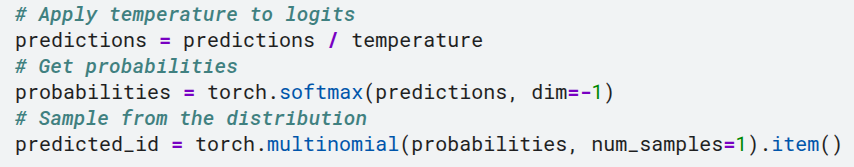 # Apply temperature to logits
predictions = predictions / temperature
# Get probabilities
probabilities = torch.softmax(predictions, dim=-1)
# Sample from the distribution
predicted_id = torch.multinomial(probabilities, num_samples=1).item()